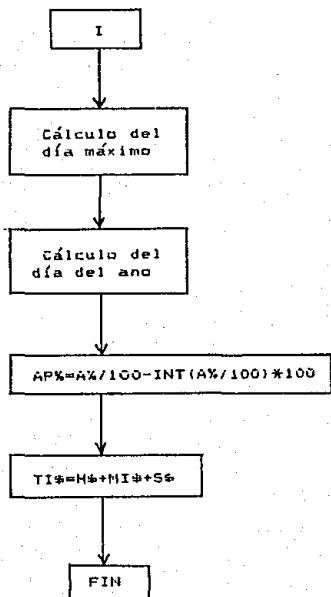 I
Cálculo del
día máximo
Cálculo del
día del ano
AP%=A%/100-INT(A%/100)*100
TI$=H$+MI$+S$
FIN